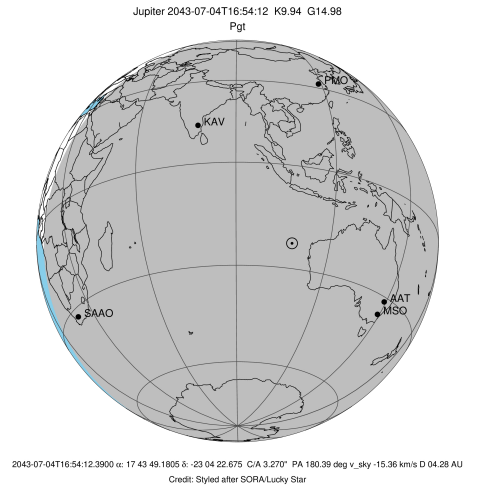 Jupiter 2043-07-04T16:54:12 K9.94 G14.98
Pgt
PMO
KAV
AAT
MSO
SAAO
2043-07-04T16:54:12.3900 α: 17 43 49.1805 δ: -23 04 22.675 C/A 3.270" PA 180.39 deg v_sky -15.36 km/s D 04.28 AU
Credit: Styled after SORA/Lucky Star